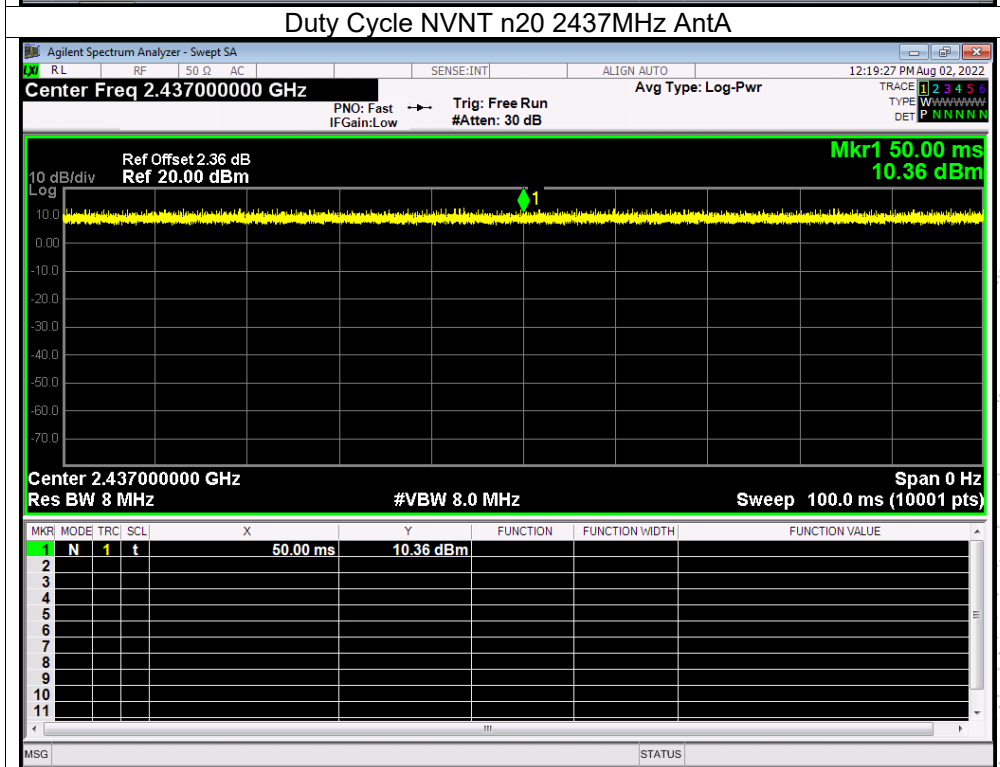 Duty Cycle NVNT n20 2437MHz AntA
Agilent Spectrum Analyzer - Swept SA
LXI RL RF 50 Ω AC SENSE:INT ALIGN AUTO 12:19:27 PM Aug 02, 2022
Center Freq 2.437000000 GHz Avg Type: Log-Pwr TRACE 1 2 3 4 5 6
PNO: Fast Trig: Free Run TYPE WWWWWW
IFGain:Low #Atten: 30 dB DET P N N N N N
Mkr1 50.00 ms
Ref Offset 2.36 dB
10 dB/div Ref 20.00 dBm 10.36 dBm
Log
1
10.0
0.00
-10.0
-20.0
-30.0
-40.0
-50.0
-60.0
-70.0
Center 2.437000000 GHz Span 0 Hz
Res BW 8 MHz #VBW 8.0 MHz Sweep 100.0 ms (10001 pts)
MKR MODE TRC SCL X Y FUNCTION FUNCTION WIDTH FUNCTION VALUE
1 N 1 t 50.00 ms 10.36 dBm
2
3
4
5
6
7
8
9
10
11
MSG STATUS